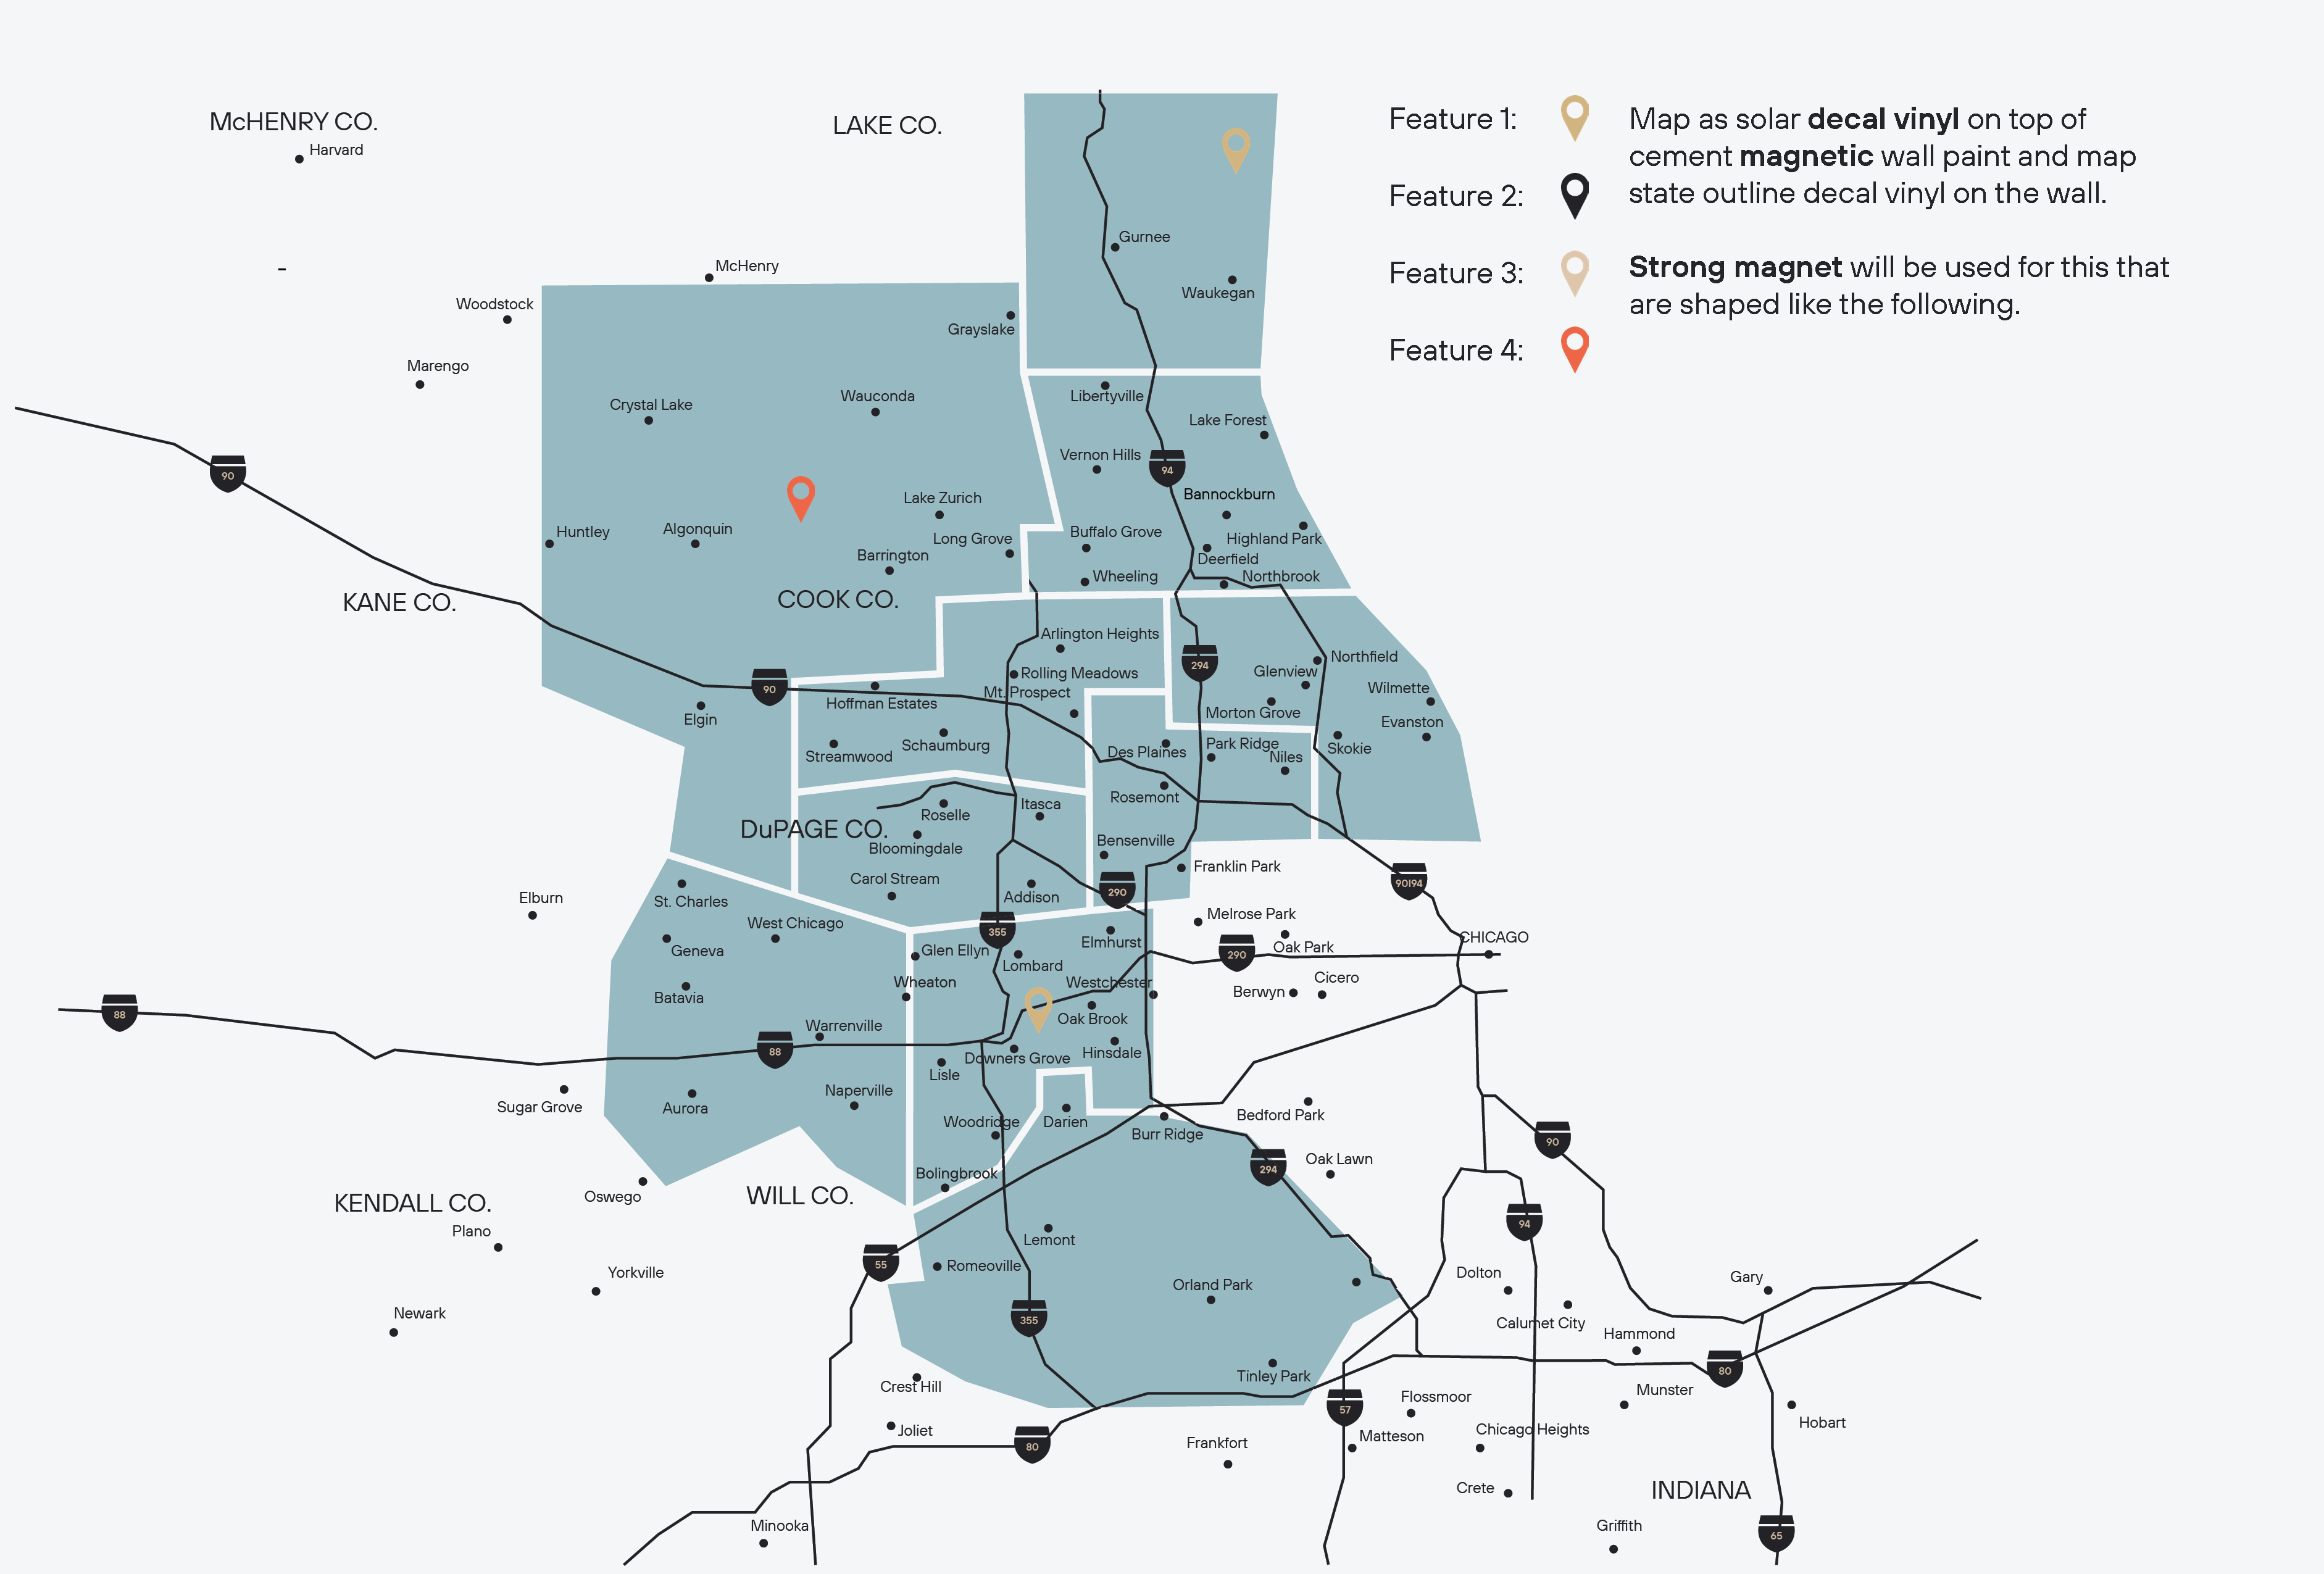 McHENRY CO.
Harvard
LAKE CO.
Feature 1:
Feature 2:
Feature 3:
Feature 4:
Map as solar decal vinyl on top of
cement magnetic wall paint and map
state outline decal vinyl on the wall.
Strong magnet will be used for this that
are shaped like the following.
-
Gurnee
McHenry
Waukegan
Woodstock
Grayslake
Marengo
Crystal Lake
Wauconda
Libertyville
Lake Forest
Vernon Hills
94
90
Bannockburn
Lake Zurich
Huntley
Algonquin
Long Grove
Buffalo Grove
Highland Park
Barrington
Deerfield
Wheeling
Northbrook
KANE CO.
COOK CO.
Arlington Heights
Northfield
294
Glenview
Rolling Meadows
Wilmette
90
Mt. Prospect
Hoffman Estates
Morton Grove
Elgin
Evanston
Schaumburg
Streamwood
Des Plaines
Park Ridge
Niles
Skokie
Rosemont
Itasca
Roselle
DuPAGE CO.
Bloomingdale
Bensenville
Franklin Park
Carol Stream
Addison
290
90I94
Elburn
St. Charles
West Chicago
Melrose Park
355
Elmhurst
Oak Park
CHICAGO
Geneva
Glen Ellyn
Lombard
290
Wheaton
Westchester
Berwyn
Cicero
Batavia
88
Warrenville
Oak Brook
88
Downers Grove
Hinsdale
Lisle
Sugar Grove
Aurora
Naperville
Woodridge
Darien
Burr Ridge
Bedford Park
90
Bolingbrook
294
Oak Lawn
Oswego
WILL CO.
KENDALL CO.
Plano
94
Lemont
55
Romeoville
Yorkville
Orland Park
Dolton
Gary
Newark
355
Calumet City
Hammond
Crest Hill
Tinley Park
80
Munster
Flossmoor
57
Joliet
80
Frankfort
Matteson
Chicago Heights
Hobart
Crete
INDIANA
Minooka
Griffith
65